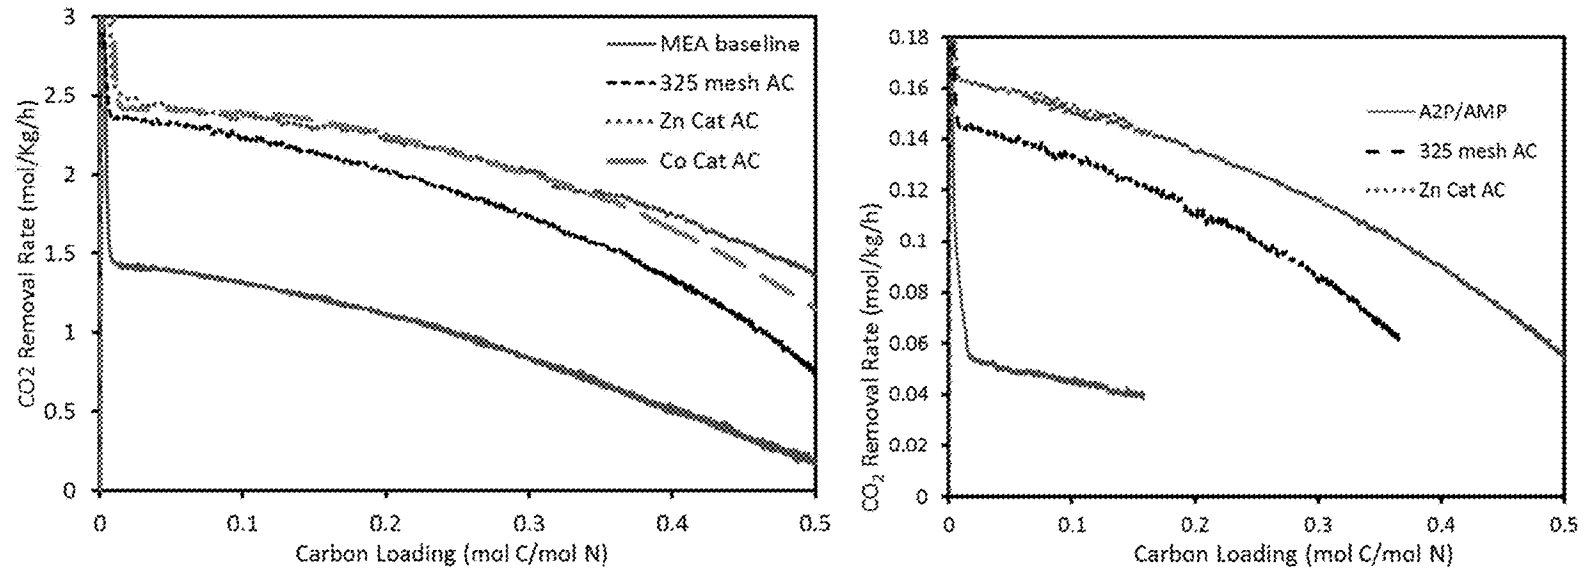 CO2 Removal Rate (mol/Kg/h)
3
2.5
2
1.5
1
0.5
0
0
0.1
0.2
0.3
0.4
0.5
Carbon Loading (mol C/mol N)
MEA baseline
325 mesh AC
Zn Cat AC
Co Cat AC
CO₂ Removal Rate (mol/kg/h)
0.18
0.16
0.14
0.12
0.1
0.08
0.06
0.04
0.02
0
0
0.1
0.2
0.3
0.4
0.5
Carbon Loading (mol C/mol N)
A2P/AMP
325 mesh AC
Zn Cat AC